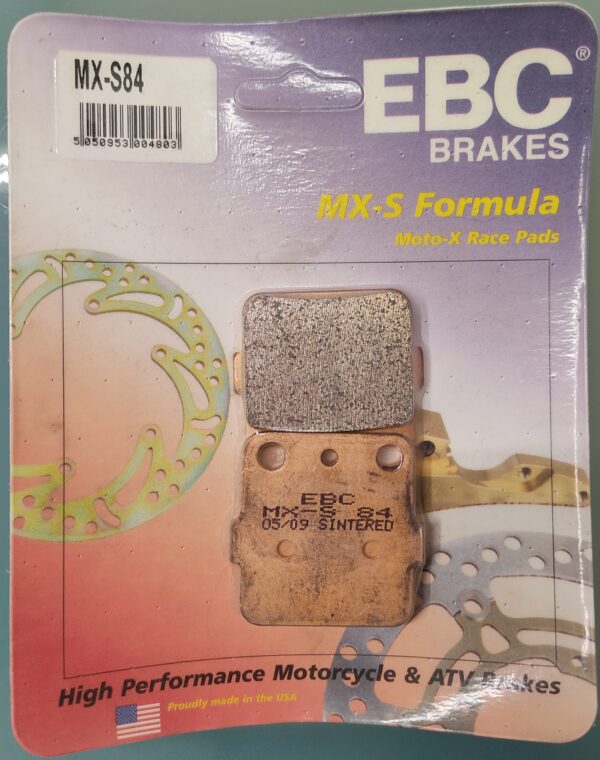 MX-S84
5 050953 004803
EBC®
BRAKES
MX-S Formula
Moto-X Race Pads
EBC
MX-S 84
05/09 SINTERED
High Performance Motorcycle & ATV Brakes
Proudly made in the USA